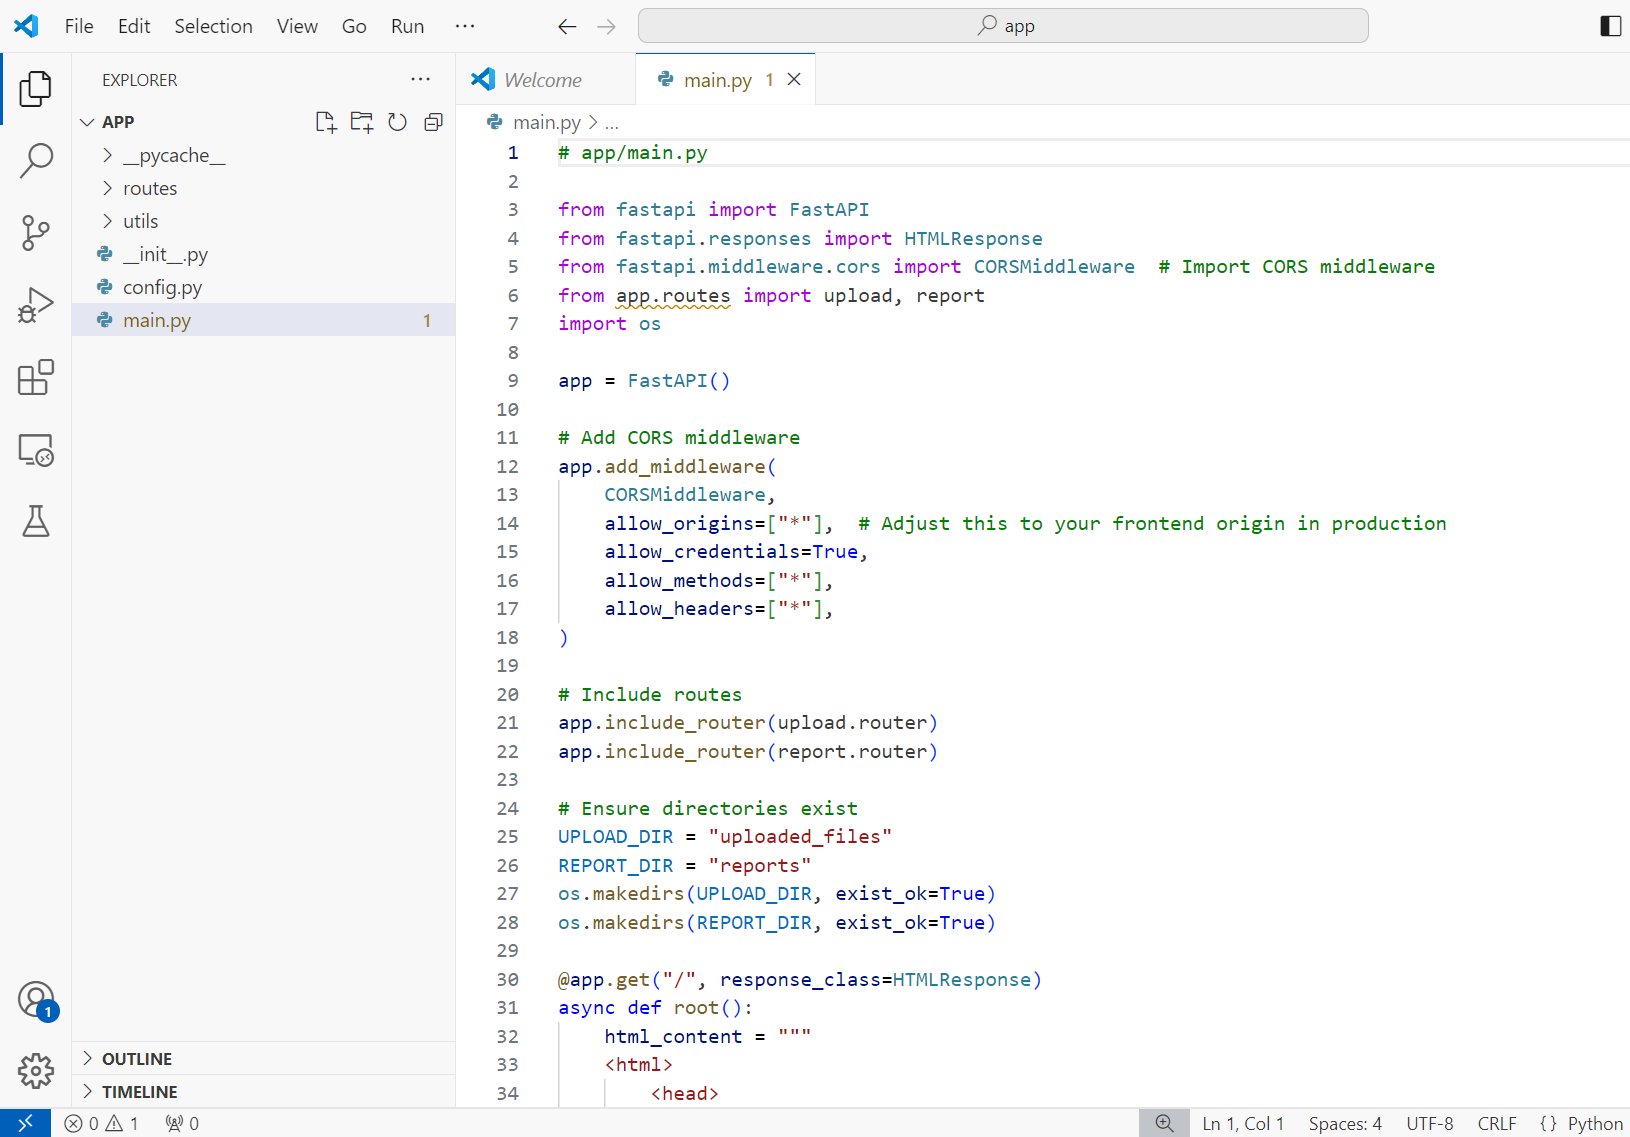 File Edit Selection View Go Run ···
app
EXPLORER ···
APP
__pycache__
routes
utils
__init__.py
config.py
main.py 1
OUTLINE
TIMELINE
Welcome
main.py 1
main.py > ...
1 # app/main.py
2
3 from fastapi import FastAPI
4 from fastapi.responses import HTMLResponse
5 from fastapi.middleware.cors import CORSMiddleware  # Import CORS middleware
6 from app.routes import upload, report
7 import os
8
9 app = FastAPI()
10
11 # Add CORS middleware
12 app.add_middleware(
13     CORSMiddleware,
14     allow_origins=["*"],  # Adjust this to your frontend origin in production
15     allow_credentials=True,
16     allow_methods=["*"],
17     allow_headers=["*"],
18 )
19
20 # Include routes
21 app.include_router(upload.router)
22 app.include_router(report.router)
23
24 # Ensure directories exist
25 UPLOAD_DIR = "uploaded_files"
26 REPORT_DIR = "reports"
27 os.makedirs(UPLOAD_DIR, exist_ok=True)
28 os.makedirs(REPORT_DIR, exist_ok=True)
29
30 @app.get("/", response_class=HTMLResponse)
31 async def root():
32     html_content = """
33     <html>
34         <head>
1
0 1 0
Ln 1, Col 1 Spaces: 4 UTF-8 CRLF {} Python